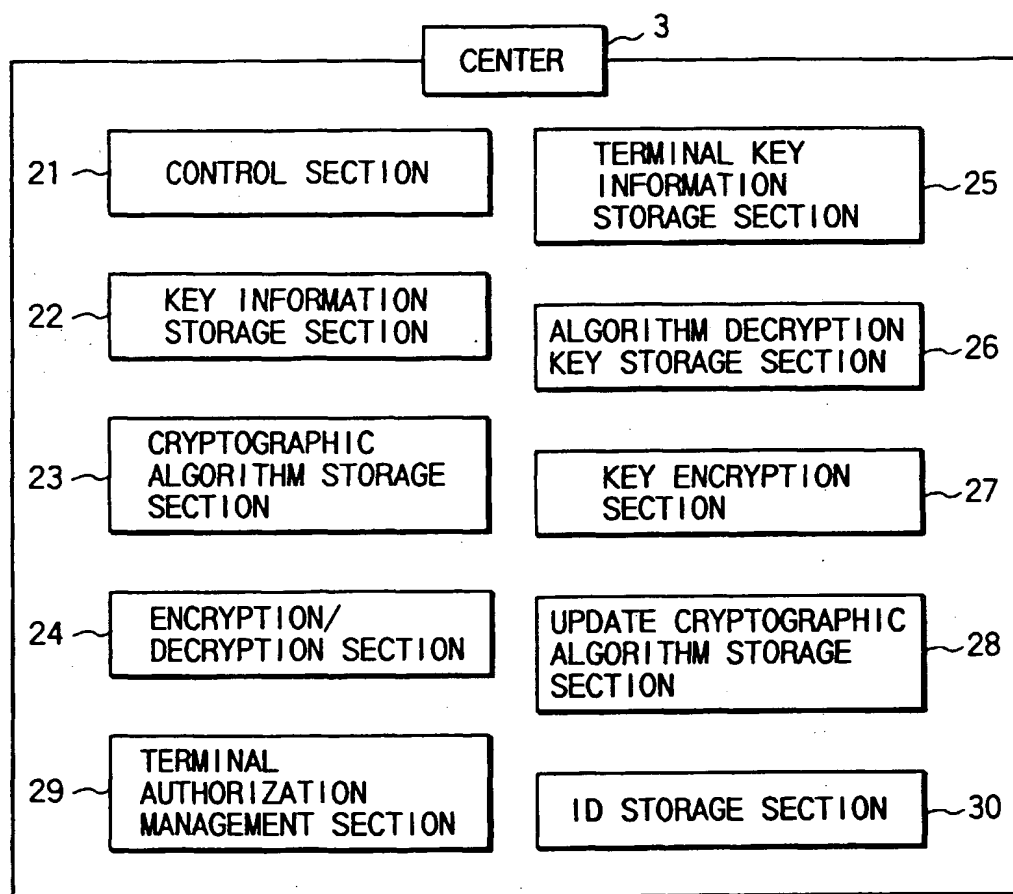 3
CENTER
21
CONTROL SECTION
22
KEY INFORMATION
STORAGE SECTION
23
CRYPTOGRAPHIC
ALGORITHM STORAGE
SECTION
24
ENCRYPTION/
DECRYPTION SECTION
29
TERMINAL
AUTHORIZATION
MANAGEMENT SECTION
TERMINAL KEY
INFORMATION
STORAGE SECTION
25
ALGORITHM DECRYPTION
KEY STORAGE SECTION
26
KEY ENCRYPTION
SECTION
27
UPDATE CRYPTOGRAPHIC
ALGORITHM STORAGE
SECTION
28
ID STORAGE SECTION
30